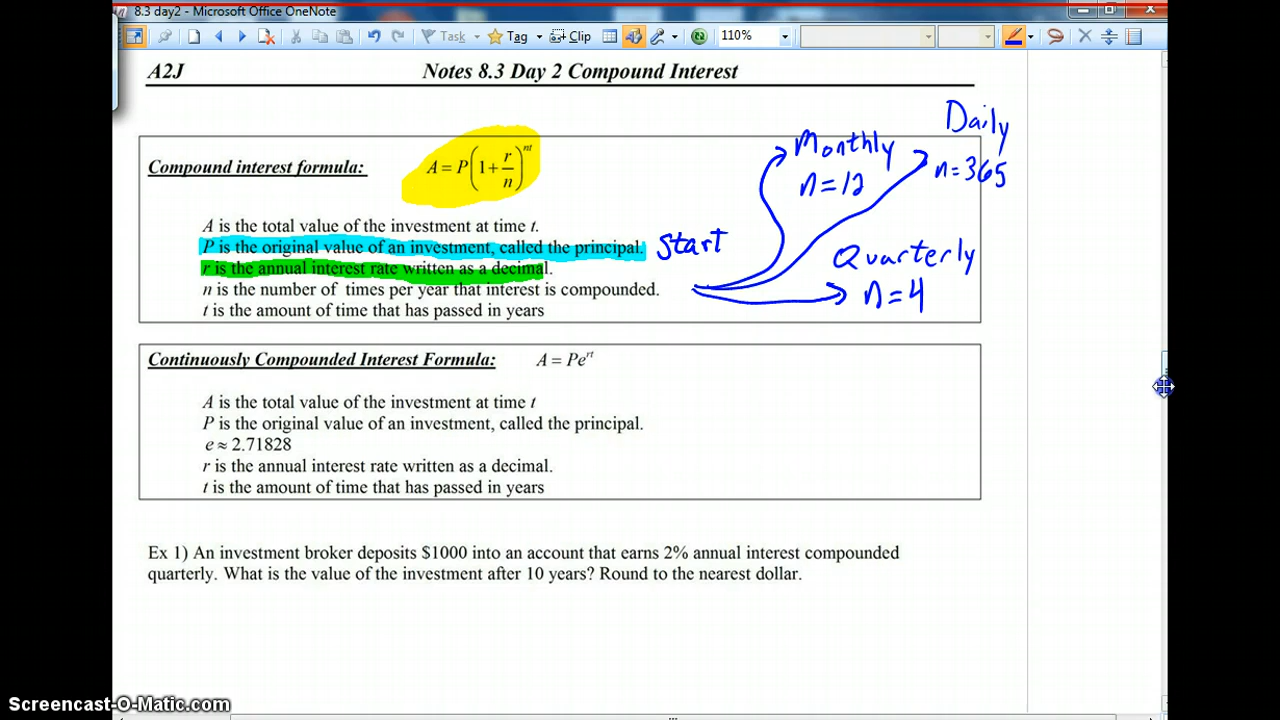 8.3 day2 - Microsoft Office OneNote
Task Tag Clip 110%
A2J Notes 8.3 Day 2 Compound Interest
Daily
n=365
Monthly
n=12
Compound interest formula: A = P(1+r/n)^nt
A is the total value of the investment at time t.
P is the original value of an investment, called the principal. Start
Quarterly
n=4
r is the annual interest rate written as a decimal.
n is the number of times per year that interest is compounded.
t is the amount of time that has passed in years
Continuously Compounded Interest Formula: A = Pe^rt
A is the total value of the investment at time t
P is the original value of an investment, called the principal.
e ≈ 2.71828
r is the annual interest rate written as a decimal.
t is the amount of time that has passed in years
Ex 1) An investment broker deposits $1000 into an account that earns 2% annual interest compounded
quarterly. What is the value of the investment after 10 years? Round to the nearest dollar.
Screencast-O-Matic.com